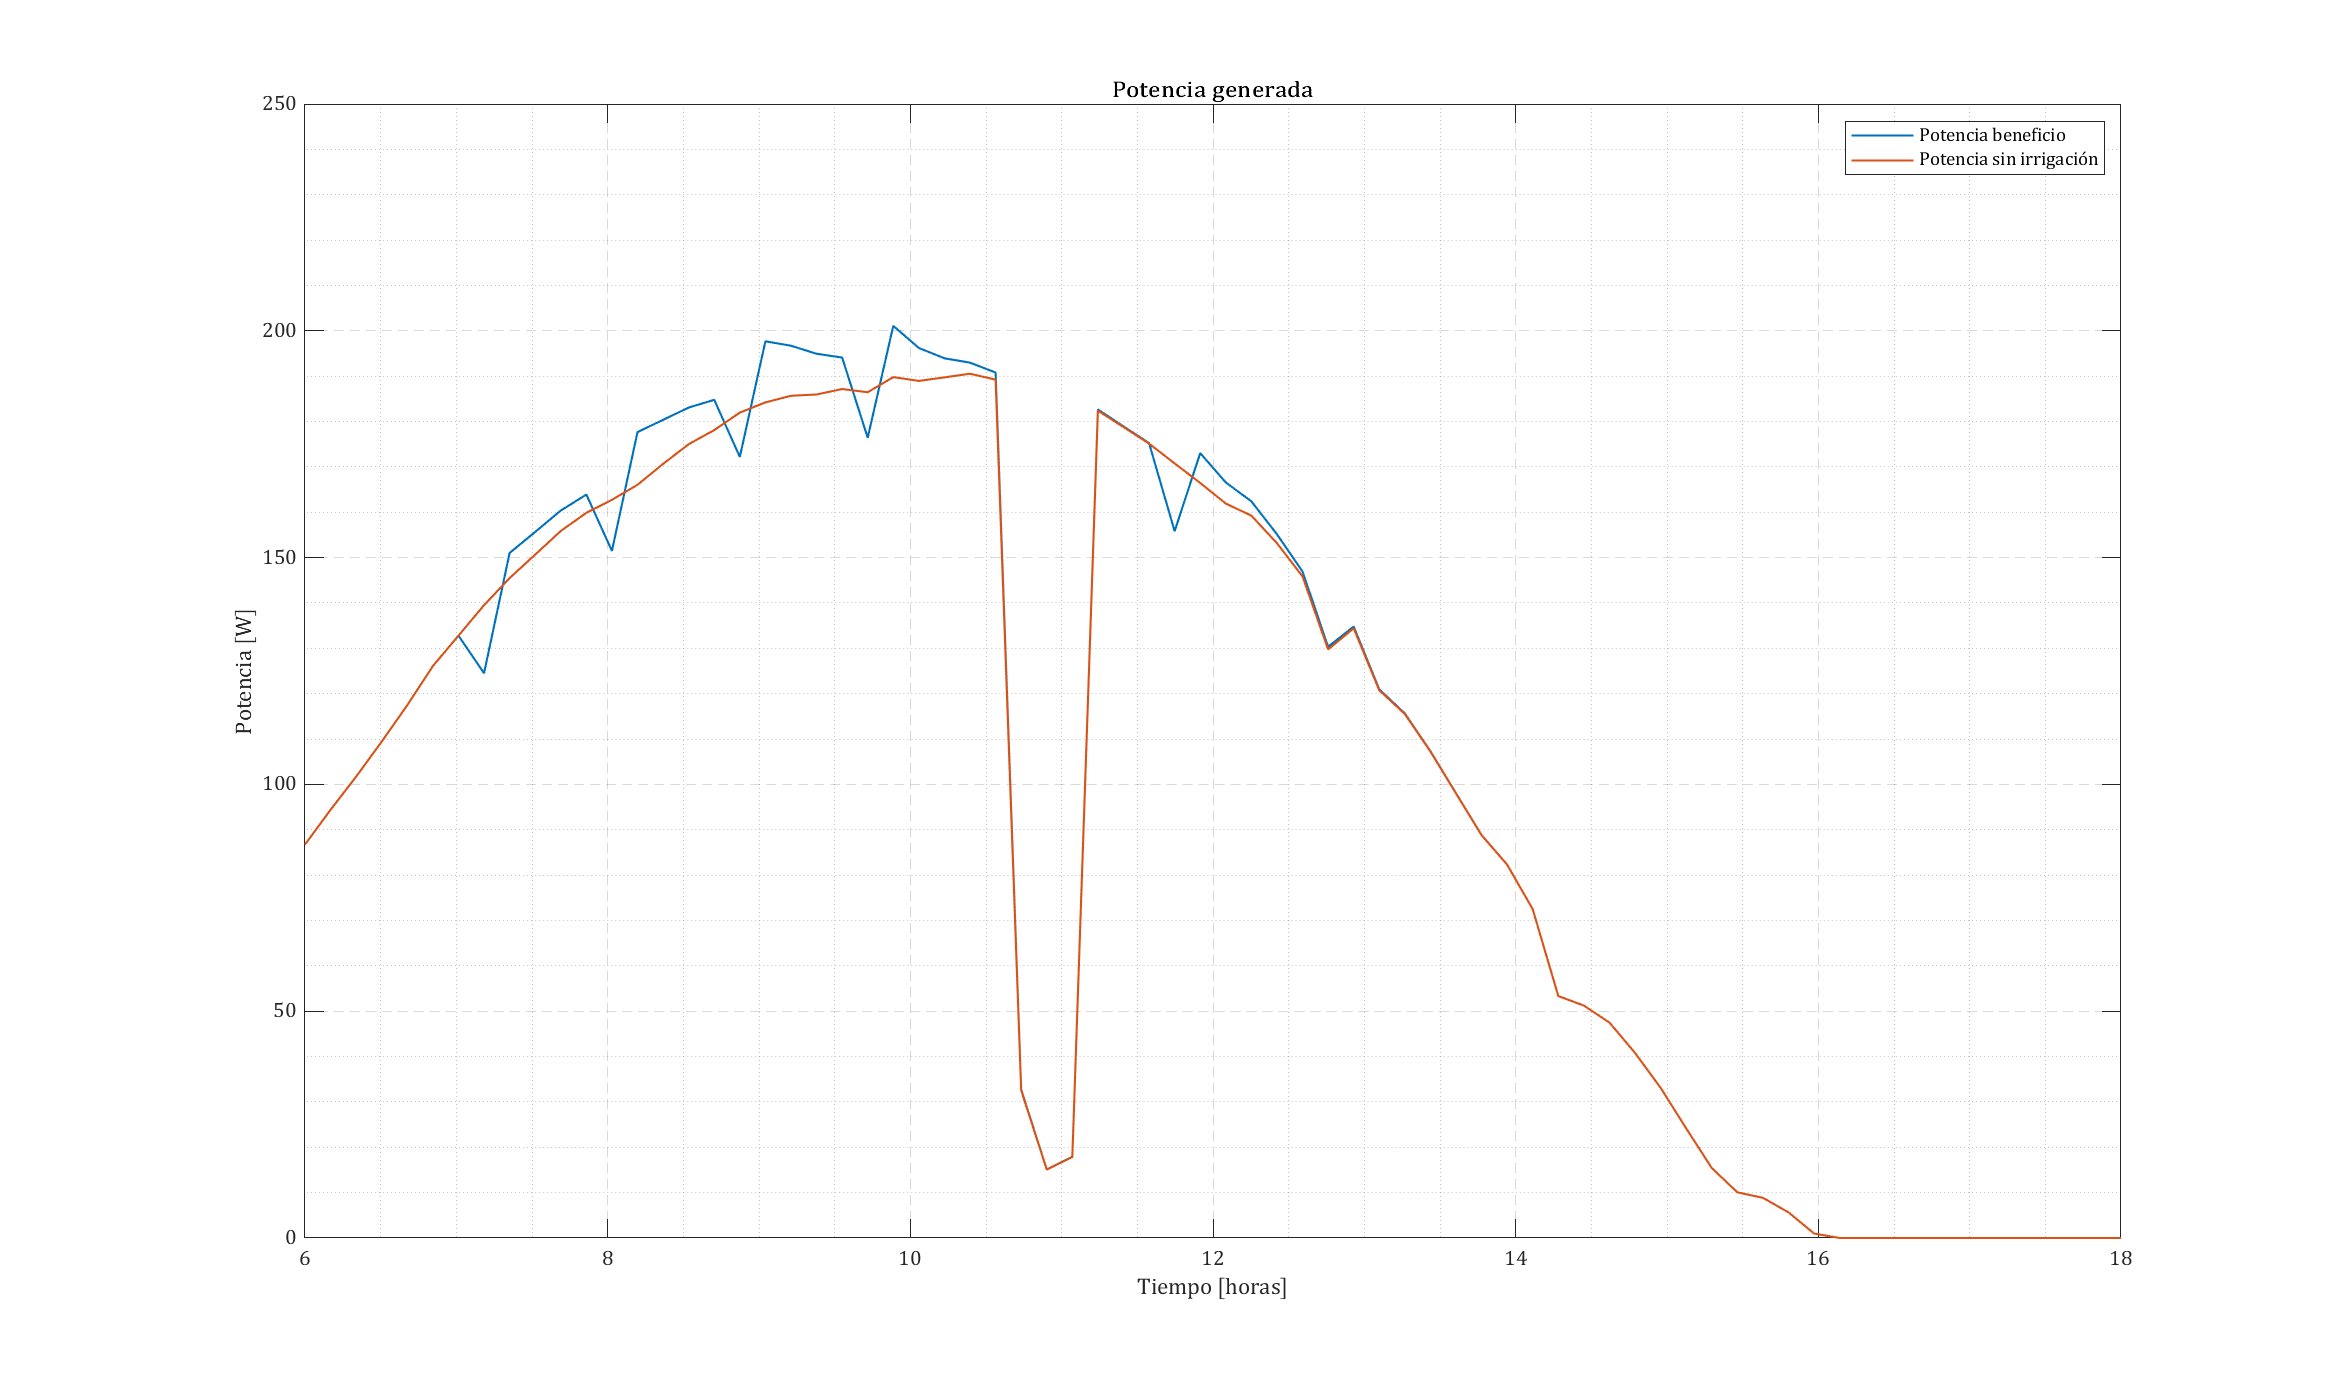 Potencia generada
250
200
150
100
50
0
Potencia [W]
Potencia beneficio
Potencia sin irrigación
6 8 10 12 14 16 18
Tiempo [horas]